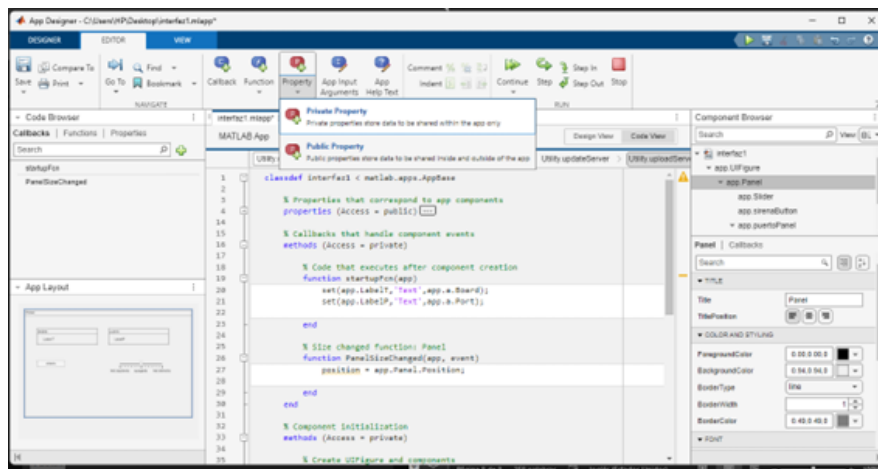 App Designer - C:\Users\HP\Desktop\interfaz1.mlapp*
DESIGNER EDITOR VIEW
Save
Compare To
Print
Go To
Find
Bookmark
NAVIGATE
Callback
Function
Property
App Input
Arguments
App
Help Text
Comment
Indent
Continue
Step
Step In
Step Out
Stop
RUN
Private Property
Private properties store data to be shared within the app only
Public Property
Public properties store data to be shared inside and outside of the app
Code Browser
Callbacks | Functions | Properties
Search
startupFcn
PanelSizeChanged
App Layout
interfaz1.mlapp*
MATLAB App
Design View Code View
Utility.updateServer
1 classdef interfaz1 < matlab.apps.AppBase
2
3 % Properties that correspond to app components
4 properties (Access = public)
14
15 % Callbacks that handle component events
16 methods (Access = private)
17
18 % Code that executes after component creation
19 function startupFcn(app)
20 set(app.LabelT,'Text',app.a.Board);
21 set(app.LabelP,'Text',app.a.Port);
22
23 end
24
25 % Size changed function: Panel
26 function PanelSizeChanged(app, event)
27 position = app.Panel.Position;
28
29 end
30 end
31
32 % Component initialization
33 methods (Access = private)
34
35 % Create UIFigure and components
Component Browser
Search View
interfaz1
app.UIFigure
app.Panel
app.Slider
app.sirenaButton
app.puertoPanel
Panel | Callbacks
Search
TITLE
Title Panel
TitlePosition
COLOR AND STYLING
ForegroundColor 0.00,0.00,0
BackgroundColor 0.94,0.94,0
BorderType line
BorderWidth 1
BorderColor 0.49,0.49,0
FONT